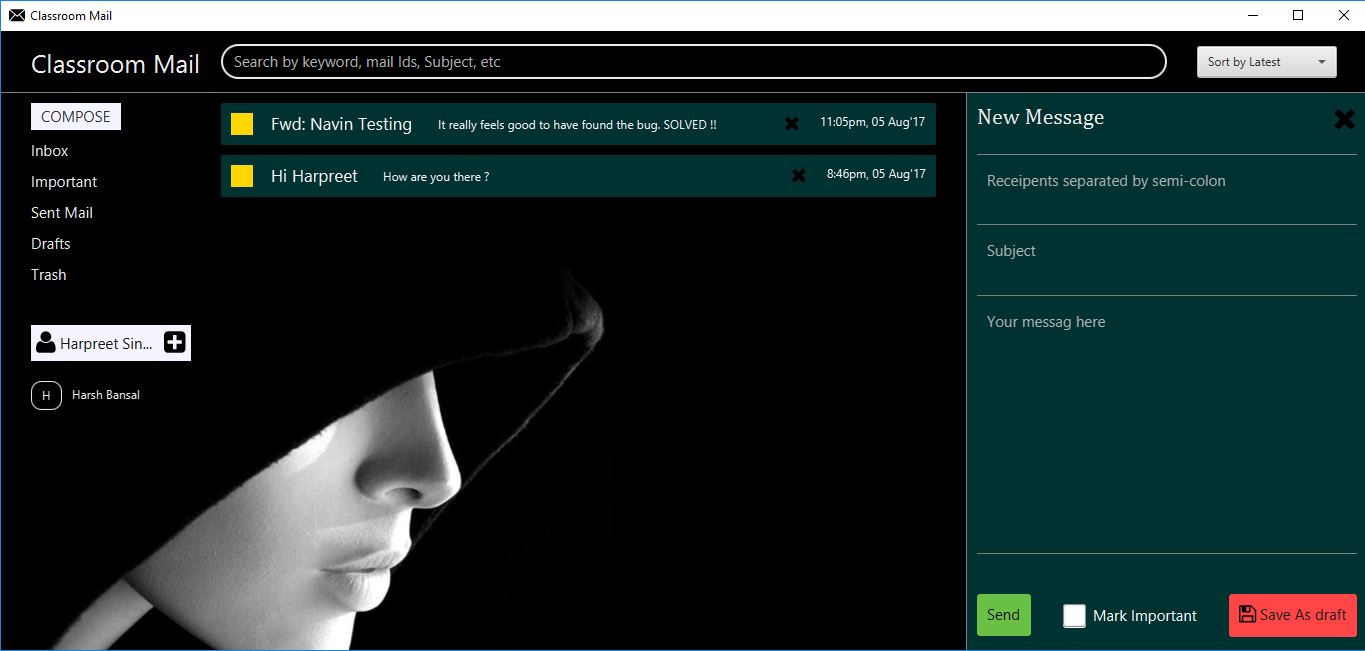 Classroom Mail
Classroom Mail
Search by keyword, mail Ids, Subject, etc
Sort by Latest
COMPOSE
Inbox
Important
Sent Mail
Drafts
Trash
Harpreet Sin...
H Harsh Bansal
Fwd: Navin Testing It really feels good to have found the bug. SOLVED !! 11:05pm, 05 Aug'17
Hi Harpreet How are you there ? 8:46pm, 05 Aug'17
New Message
Receipents separated by semi-colon
Subject
Your messag here
Send Mark Important Save As draft